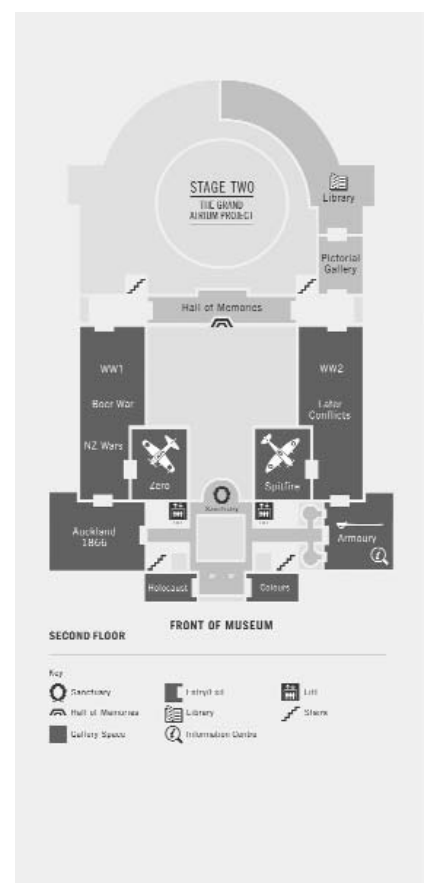 STAGE TWO
THE GRAND
ATRIUM PROJECT
Library
Pictorial
Gallery
Hall of Memories
WW1
WW2
Boer War
Later
Conflicts
NZ Wars
Zero
Spitfire
Sanctuary
Auckland
1866
Armoury
Holocaust
Colours
FRONT OF MUSEUM
SECOND FLOOR
Key
Sanctuary
Lift
Hall of Memories
Library
Stairs
Gallery Space
Information Centre